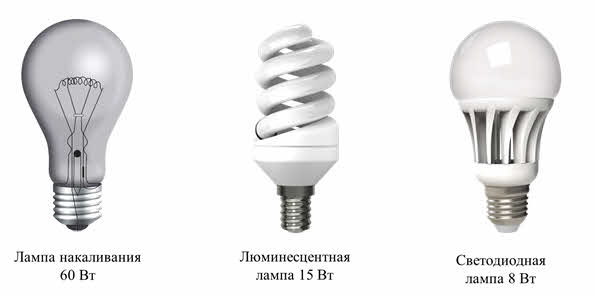 Лампа накаливания
60 Вт
Люминесцентная
лампа 15 Вт
Светодиодная
лампа 8 Вт